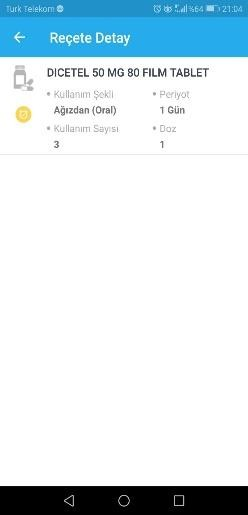 Turk Telekom
%64 21:04
Reçete Detay
DICETEL 50 MG 80 FILM TABLET
• Kullanım Şekli • Periyot
Ağızdan (Oral) 1 Gün
• Kullanım Sayısı • Doz
3 1